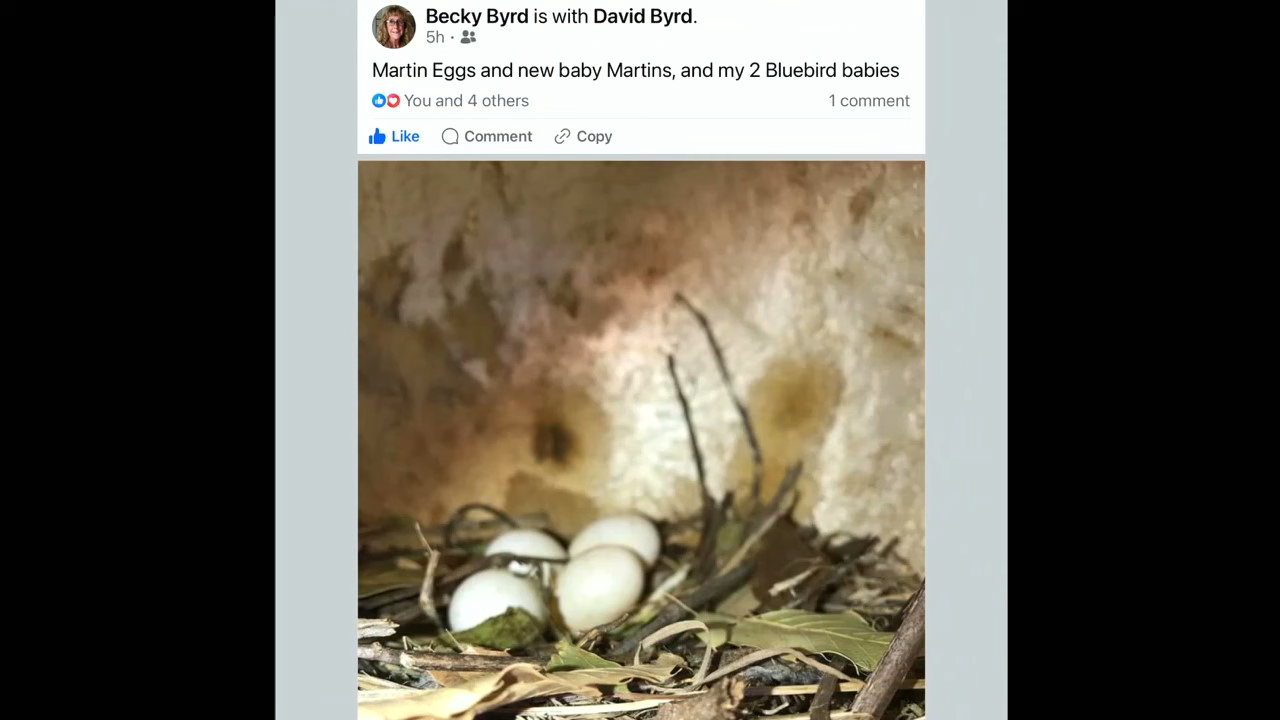 Becky Byrd is with David Byrd.
5h ·
Martin Eggs and new baby Martins, and my 2 Bluebird babies
You and 4 others 1 comment
Like Comment Copy